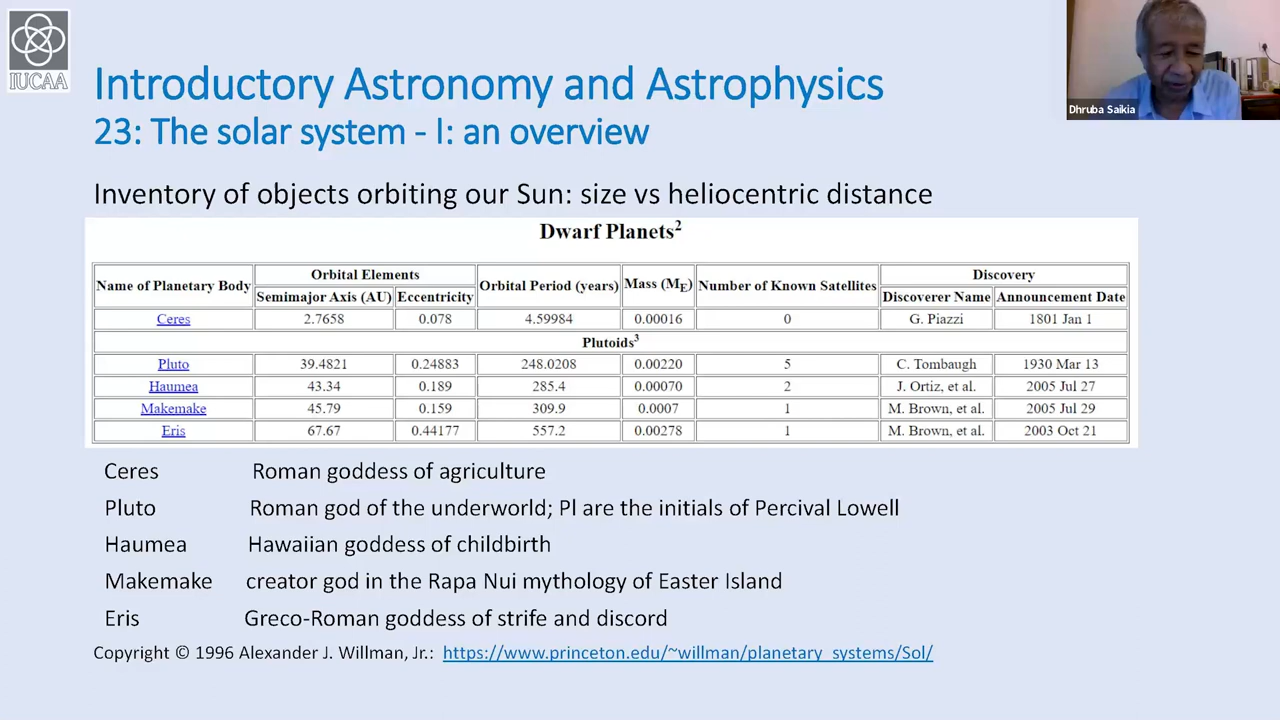 IUCAA
Introductory Astronomy and Astrophysics
23: The solar system - I: an overview
Dhruba Saikia
Inventory of objects orbiting our Sun: size vs heliocentric distance
Dwarf Planets2
Name of Planetary Body Orbital Elements Orbital Period (years) Mass (ME) Number of Known Satellites Discovery
Semimajor Axis (AU) Eccentricity Discoverer Name Announcement Date
Ceres 2.7658 0.078 4.59984 0.00016 0 G. Piazzi 1801 Jan 1
Plutoids3
Pluto 39.4821 0.24883 248.0208 0.00220 5 C. Tombaugh 1930 Mar 13
Haumea 43.34 0.189 285.4 0.00070 2 J. Ortiz, et al. 2005 Jul 27
Makemake 45.79 0.159 309.9 0.0007 1 M. Brown, et al. 2005 Jul 29
Eris 67.67 0.44177 557.2 0.00278 1 M. Brown, et al. 2003 Oct 21
Ceres Roman goddess of agriculture
Pluto Roman god of the underworld; Pl are the initials of Percival Lowell
Haumea Hawaiian goddess of childbirth
Makemake creator god in the Rapa Nui mythology of Easter Island
Eris Greco-Roman goddess of strife and discord
Copyright © 1996 Alexander J. Willman, Jr.: https://www.princeton.edu/~willman/planetary_systems/Sol/